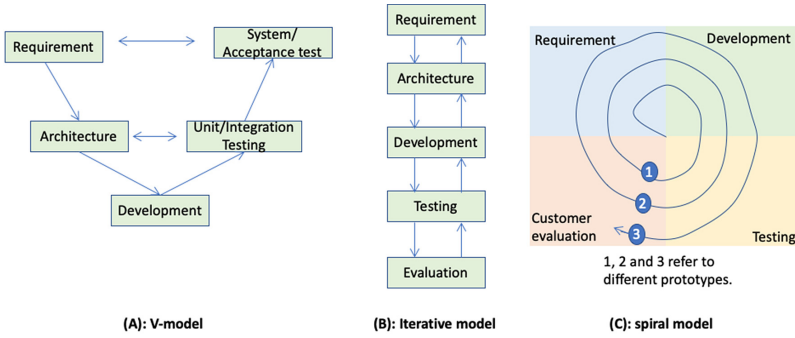 Requirement
System/
Acceptance test
Architecture
Unit/Integration
Testing
Development
(A): V-model
Requirement
Architecture
Development
Testing
Evaluation
(B): Iterative model
Requirement
Development
1
2
3
Customer
evaluation
Testing
1, 2 and 3 refer to
different prototypes.
(C): spiral model